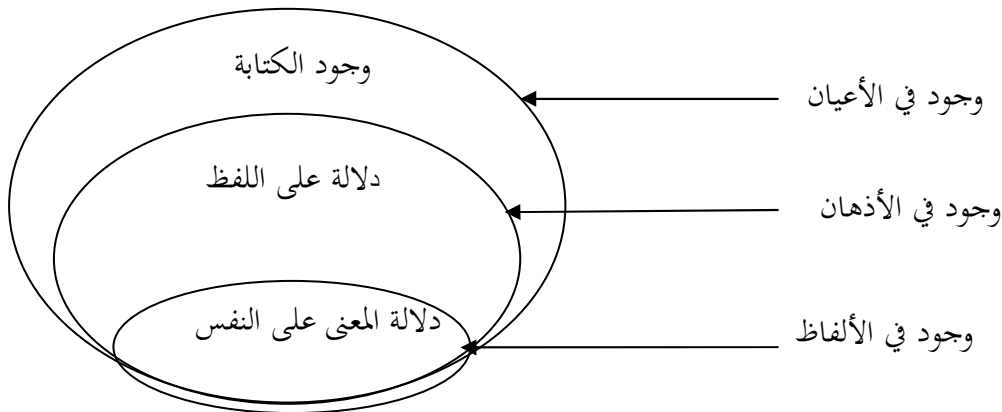 وجود الكتابة
وجود في الأعيان
دلالة على اللفظ
وجود في الأذهان
دلالة المعنى على النفس
وجود في الألفاظ